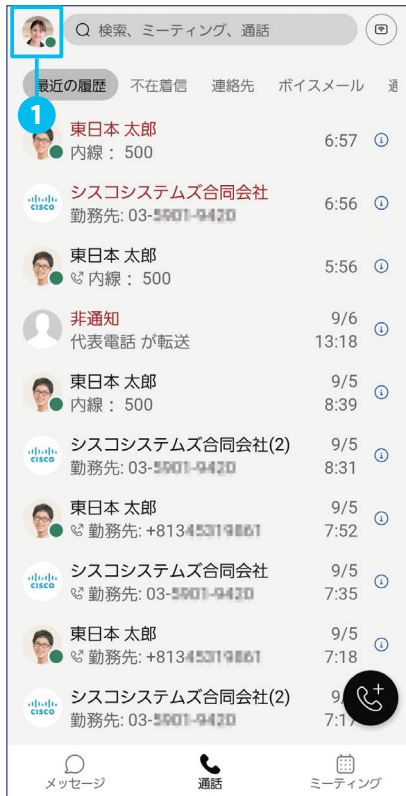 検索、ミーティング、通話
最近の履歴 不在着信 連絡先 ボイスメール
1
東日本 太郎
内線： 500
6:57
シスコシステムズ合同会社
勤務先: 03-
6:56
CISCO
東日本 太郎
内線： 500
5:56
非通知
代表電話 が転送
9/6
13:18
東日本 太郎
内線： 500
9/5
8:39
シスコシステムズ合同会社(2)
勤務先: 03-
9/5
8:31
CISCO
東日本 太郎
勤務先: +813
9/5
7:52
シスコシステムズ合同会社
勤務先: 03-
9/5
7:35
CISCO
東日本 太郎
勤務先: +813
9/5
7:18
シスコシステムズ合同会社(2)
勤務先: 03-
CISCO
メッセージ 通話 ミーティング